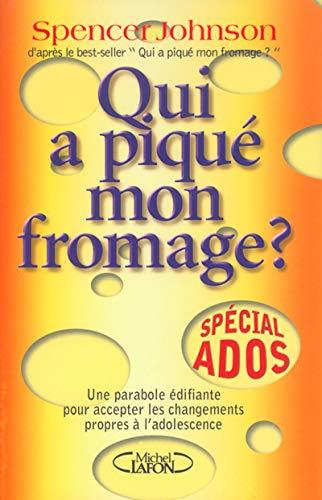 Spencer Johnson
d'après le best-seller " Qui a piqué mon fromage ? "
Qui
a piqué
mon
fromage?
SPÉCIAL
ADOS
Une parabole édifiante
pour accepter les changements
propres à l'adolescence
Michel
LAFON